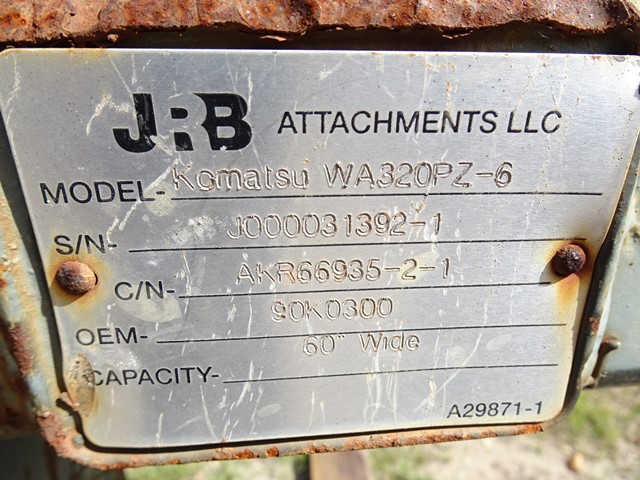 JRB ATTACHMENTS LLC
MODEL- Komatsu WA320PZ-6
S/N- J000031392-1
C/N- AKR66935-2-1
OEM- 90K0300
CAPACITY- 60" Wide
A29871-1